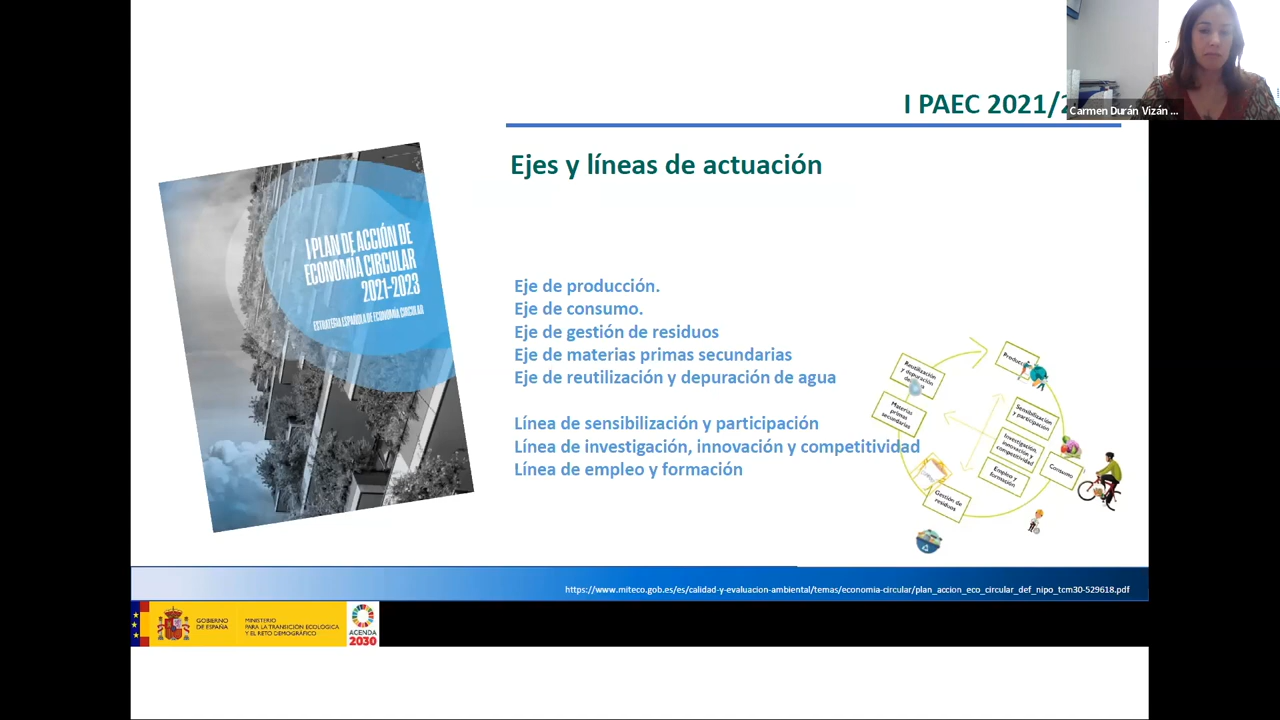 I PAEC 2021/2
Carmen Durán Vizán ...
Ejes y líneas de actuación
I PLAN DE ACCIÓN DE
ECONOMÍA CIRCULAR
2021-2023
ESTRATEGIA ESPAÑOLA DE ECONOMÍA CIRCULAR
Eje de producción.
Eje de consumo.
Eje de gestión de residuos
Eje de materias primas secundarias
Eje de reutilización y depuración de agua
Línea de sensibilización y participación
Línea de investigación, innovación y competitividad
Línea de empleo y formación
Reutilización
y depuración
Materias
primas
secundarias
Sensibilización
y participación
Investigación,
innovación y
competitividad
Empleo y
formación
Consumo
Gestión de
residuos
https://www.miteco.gob.es/es/calidad-y-evaluacion-ambiental/temas/economia-circular/plan_accion_eco_circular_def_nipo_tcm30-529618.pdf
GOBIERNO
DE ESPAÑA
MINISTERIO
PARA LA TRANSICIÓN ECOLÓGICA
Y EL RETO DEMOGRÁFICO
AGENDA
2030